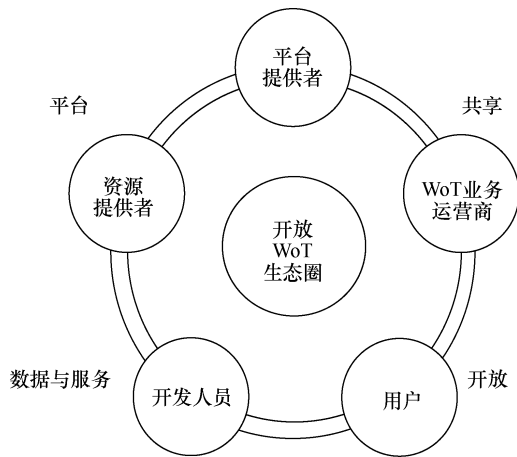 平台
提供者
平台
共享
资源
提供者
WoT业务
运营商
开放
WoT
生态圈
数据与服务
开发人员
用户
开放